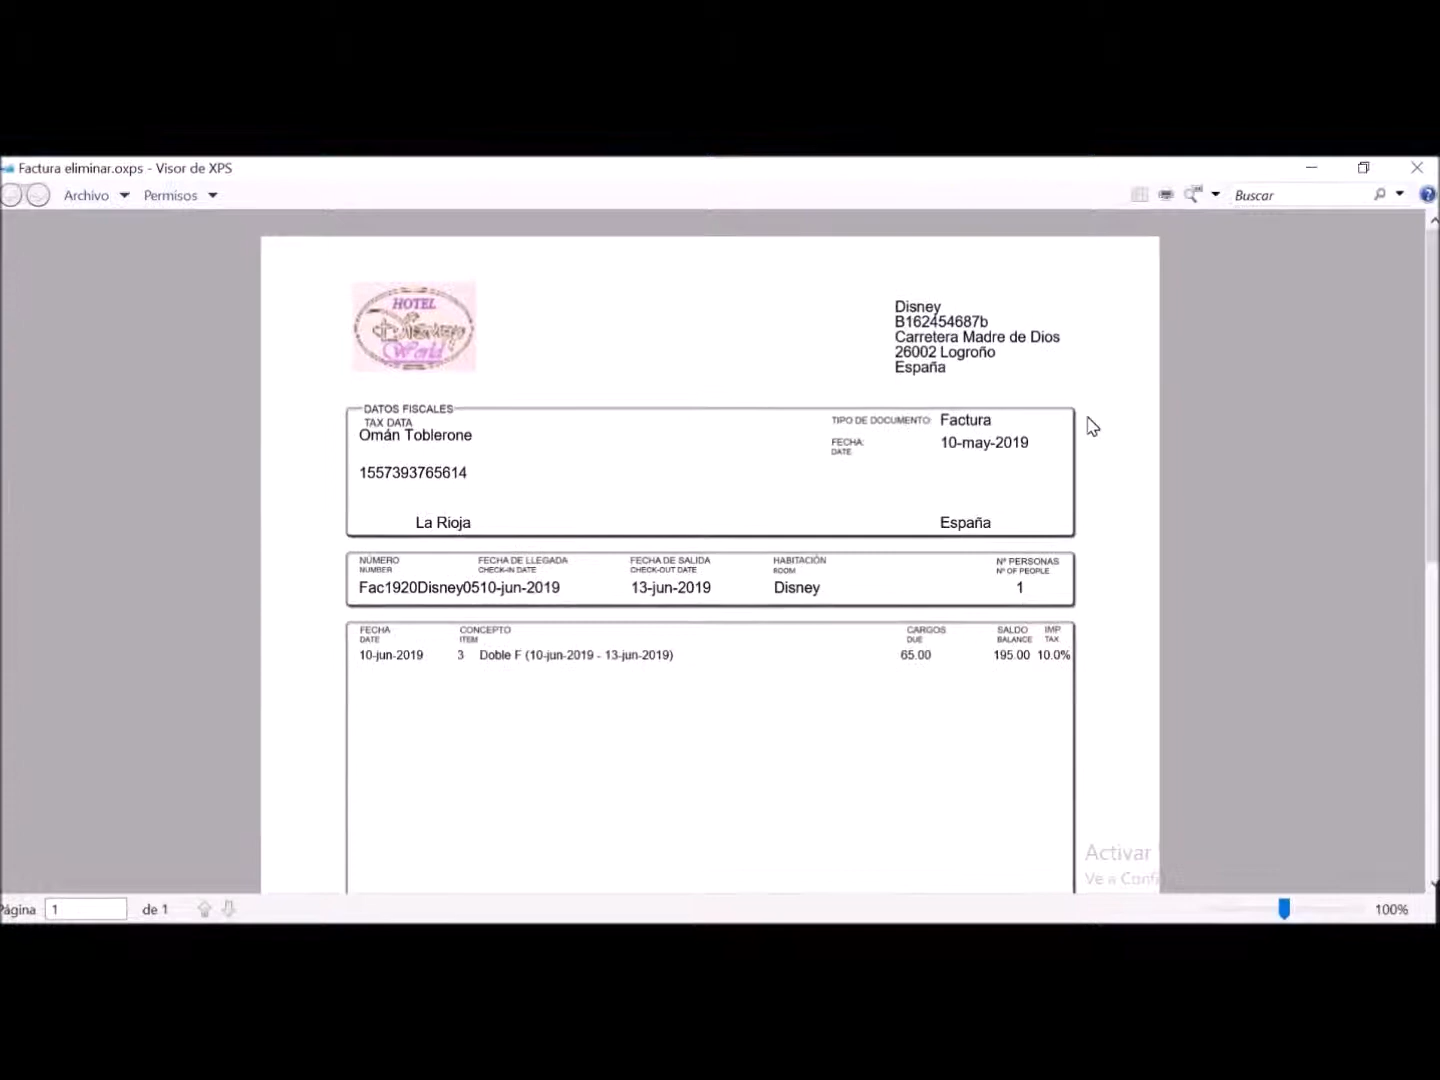 Factura eliminar.oxps - Visor de XPS
Archivo Permisos Buscar
HOTEL
Disney
World
Disney
B162454687b
Carretera Madre de Dios
26002 Logroño
España
DATOS FISCALES
TAX DATA
Omán Toblerone
1557393765614
La Rioja
TIPO DE DOCUMENTO: Factura
FECHA: 10-may-2019
DATE
España
NÚMERO FECHA DE LLEGADA FECHA DE SALIDA HABITACIÓN Nº PERSONAS
NUMBER CHECK-IN DATE CHECK-OUT DATE ROOM Nº OF PEOPLE
Fac1920Disney0510-jun-2019 13-jun-2019 Disney 1
FECHA CONCEPTO CARGOS SALDO IMP
DATE ITEM DUE BALANCE TAX
10-jun-2019 3 Doble F (10-jun-2019 - 13-jun-2019) 65.00 195.00 10.0%
Activar
Ve a Confi
Página 1 de 1 100%